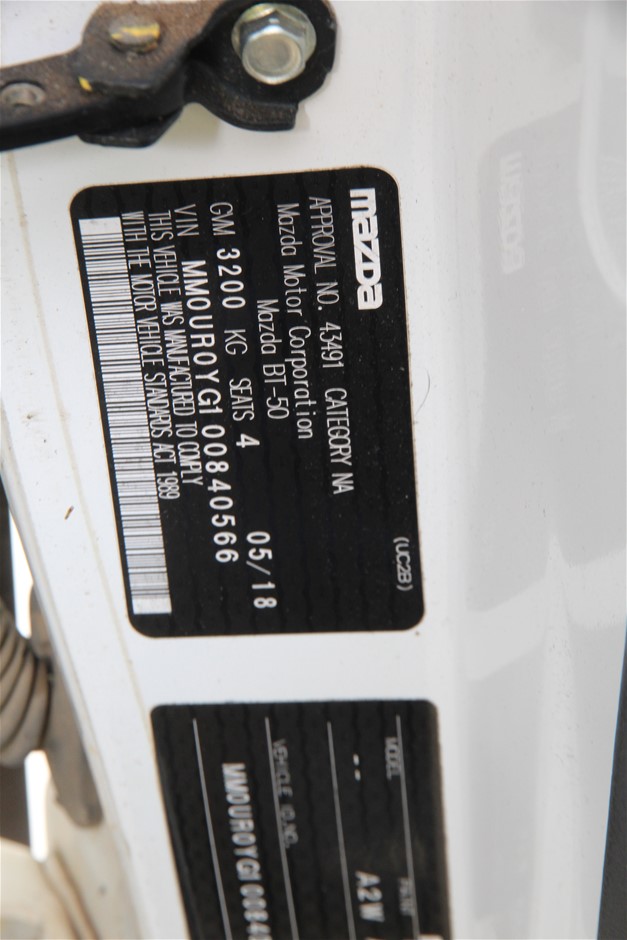 mazda
(UC2B)
APPROVAL NO. 43491 CATEGORY NA
Mazda Motor Corporation
Mazda BT-50
05/18
GVM 3200 KG SEATS 4
VIN MM0UR0YG100840566
THIS VEHICLE WAS MANUFACTURED TO COMPLY
WITH THE MOTOR VEHICLE STANDARDS ACT 1989
MODEL PAINT
-- A2W
VEHICLE ID.NO.
MM0UR0YG10084